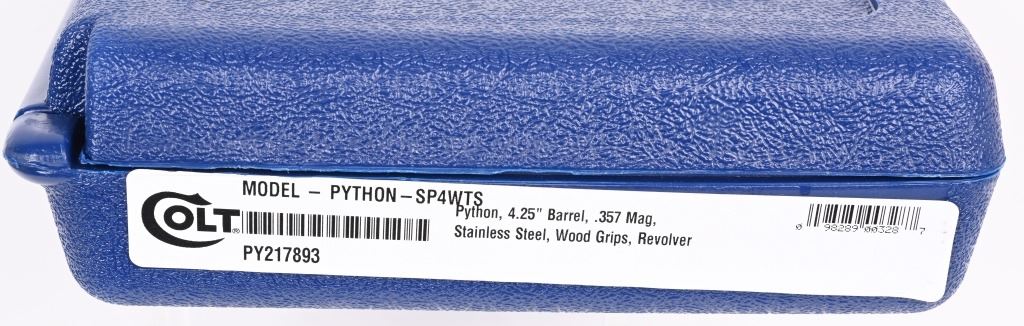 MODEL – PYTHON–SP4WTS
COLT®
PY217893
Python, 4.25" Barrel, .357 Mag,
Stainless Steel, Wood Grips, Revolver
0 98289 00328 7